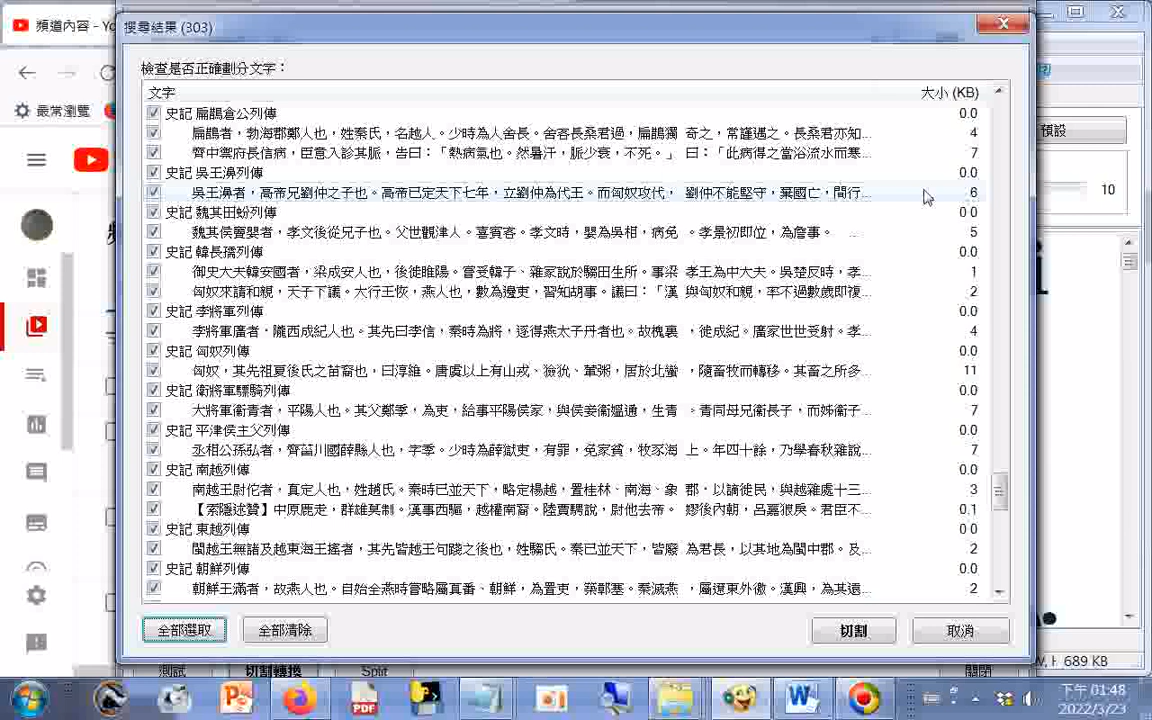 頻道內容 - Yo
搜尋結果 (303)
最常瀏覽
檢查是否正確劃分文字：
文字 大小 (KB)
史記 扁鵲倉公列傳 0.0
扁鵲者，勃海郡鄭人也，姓秦氏，名越人。少時為人舍長。舍客長桑君過，扁鵲獨 奇之，常謹遇之。長桑君亦知... 4
齊中御府長信病，臣意入診其脈，告曰：「熱病氣也。然暑汗，脈少衰，不死。」 曰：「此病得之當浴流水而寒... 7
史記 吳王濞列傳 0.0
吳王濞者，高帝兄劉仲之子也。高帝已定天下七年，立劉仲為代王。而匈奴攻代， 劉仲不能堅守，棄國亡，間行... 6
史記 魏其田蚡列傳 0.0
魏其侯竇嬰者，孝文後從兄子也。父世觀津人。喜賓客。孝文時，嬰為吳相，病免 。孝景初即位，為詹事。 ... 5
史記 韓長孺列傳 0.0
御史大夫韓安國者，梁成安人也，後徙睢陽。嘗受韓子、雜家說於騶田生所。事梁 孝王為中大夫。吳楚反時，孝... 1
匈奴來請和親，天子下議。大行王恢，燕人也，數為邊吏，習知胡事。議曰：「漢 與匈奴和親，率不過數歲即複... 2
史記 李將軍列傳 0.0
李將軍廣者，隴西成紀人也。其先曰李信，秦時為將，逐得燕太子丹者也。故槐裏 ，徙成紀。廣家世世受射。孝... 4
史記 匈奴列傳 0.0
匈奴，其先祖夏後氏之苗裔也，曰淳維。唐虞以上有山戎、獫狁、葷粥，居於北蠻 ，隨畜牧而轉移。其畜之所多... 11
史記 衛將軍驃騎列傳 0.0
大將軍衛青者，平陽人也。其父鄭季，為吏，給事平陽侯家，與侯妾衛媼通，生青 。青同母兄衛長子，而姊衛子... 7
史記 平津侯主父列傳 0.0
丞相公孫弘者，齊菑川國薛縣人也，字季。少時為薛獄吏，有罪，免家貧，牧豕海 上。年四十餘，乃學春秋雜說... 7
史記 南越列傳 0.0
南越王尉佗者，真定人也，姓趙氏。秦時已並天下，略定楊越，置桂林、南海、象 郡，以謫徙民，與越雜處十三... 3
【索隱述贊】中原鹿走，群雄莫制。漢事西驅，越權南裔。陸賈騁說，尉他去帝。 嫪後內朝，呂嘉狼戾。君臣不... 0.1
史記 東越列傳 0.0
閩越王無諸及越東海王搖者，其先皆越王句踐之後也，姓騶氏。秦已並天下，皆廢 為君長，以其地為閩中郡。及... 2
史記 朝鮮列傳 0.0
朝鮮王滿者，故燕人也。自始全燕時嘗略屬真番、朝鮮，為置吏，築鄣塞。秦滅燕 ，屬遼東外徼。漢興，為其遠... 2
全部選取 全部清除 切割 取消
預設
10
689 KB
測試 切割轉換 Split 關閉
下午 01:48
2022/3/23